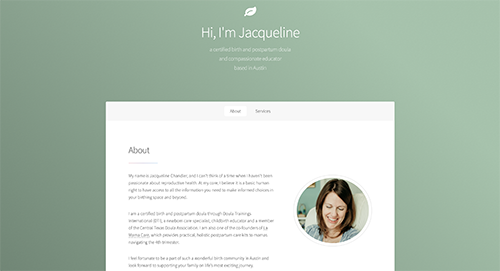 Hi, I'm Jacqueline
a certified birth and postpartum doula
and compassionate educator
based in Austin
About
Services
About
My name is Jacqueline Chandler, and I can't think of a time when I haven't been
passionate about reproductive health. At my core, I believe it is a basic human
right to have access to all the information you need to make informed choices in
your birthing space and beyond.
I am a certified birth and postpartum doula through Doula Trainings
International (DTI), a newborn care specialist, childbirth educator and a member of
the Central Texas Doula Association. I am also one of the co-founders of
Mama Care, which provides practical, holistic postpartum care kits to mamas
navigating the 4th trimester.
I feel fortunate to be a part of such a wonderful birth community in Austin and
look forward to supporting your family on life's most exciting journey.